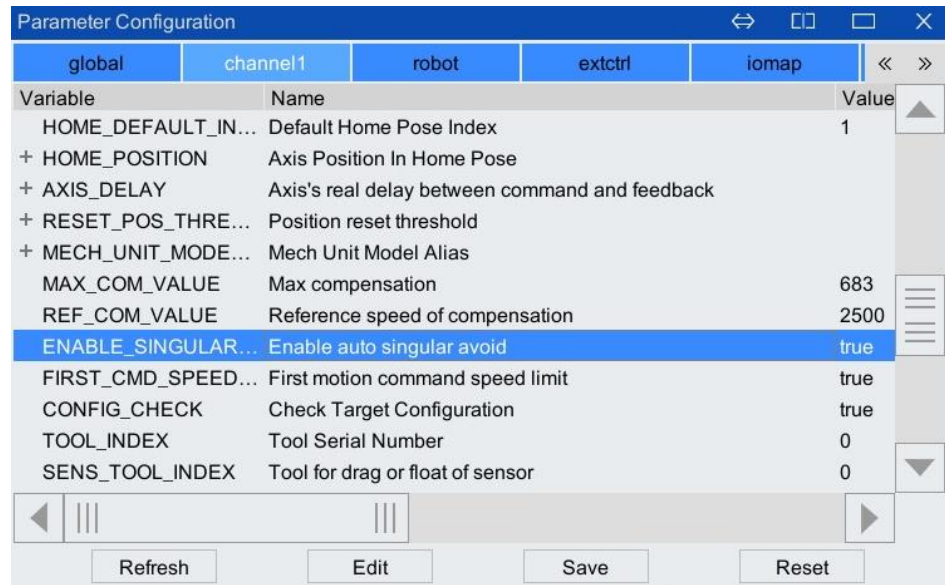 Parameter Configuration
global channel1 robot extctrl iomap
Variable Name Value
HOME_DEFAULT_IN... Default Home Pose Index 1
+ HOME_POSITION Axis Position In Home Pose
+ AXIS_DELAY Axis's real delay between command and feedback
+ RESET_POS_THRE... Position reset threshold
+ MECH_UNIT_MODE... Mech Unit Model Alias
MAX_COM_VALUE Max compensation 683
REF_COM_VALUE Reference speed of compensation 2500
ENABLE_SINGULAR... Enable auto singular avoid true
FIRST_CMD_SPEED... First motion command speed limit true
CONFIG_CHECK Check Target Configuration true
TOOL_INDEX Tool Serial Number 0
SENS_TOOL_INDEX Tool for drag or float of sensor 0
Refresh Edit Save Reset